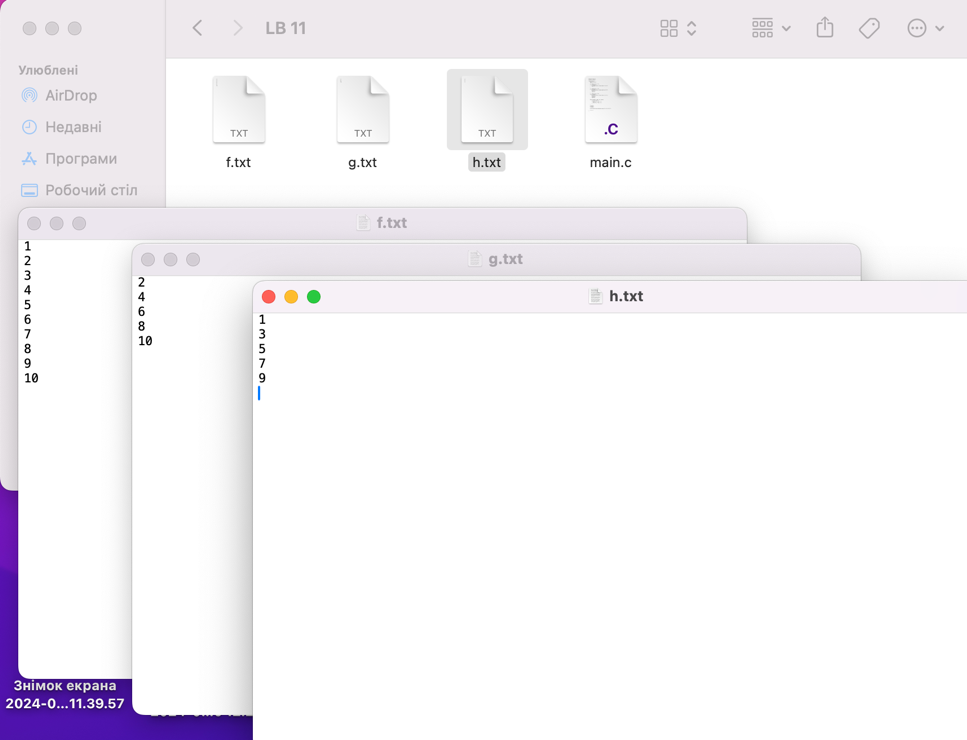 LB 11
Улюблені
AirDrop
Недавні
Програми
Робочий стіл
TXT
TXT
TXT
.C
f.txt
g.txt
h.txt
main.c
f.txt
1
2
3
4
5
6
7
8
9
10
g.txt
2
4
6
8
10
h.txt
1
3
5
7
9
Знімок екрана
2024-0...11.39.57